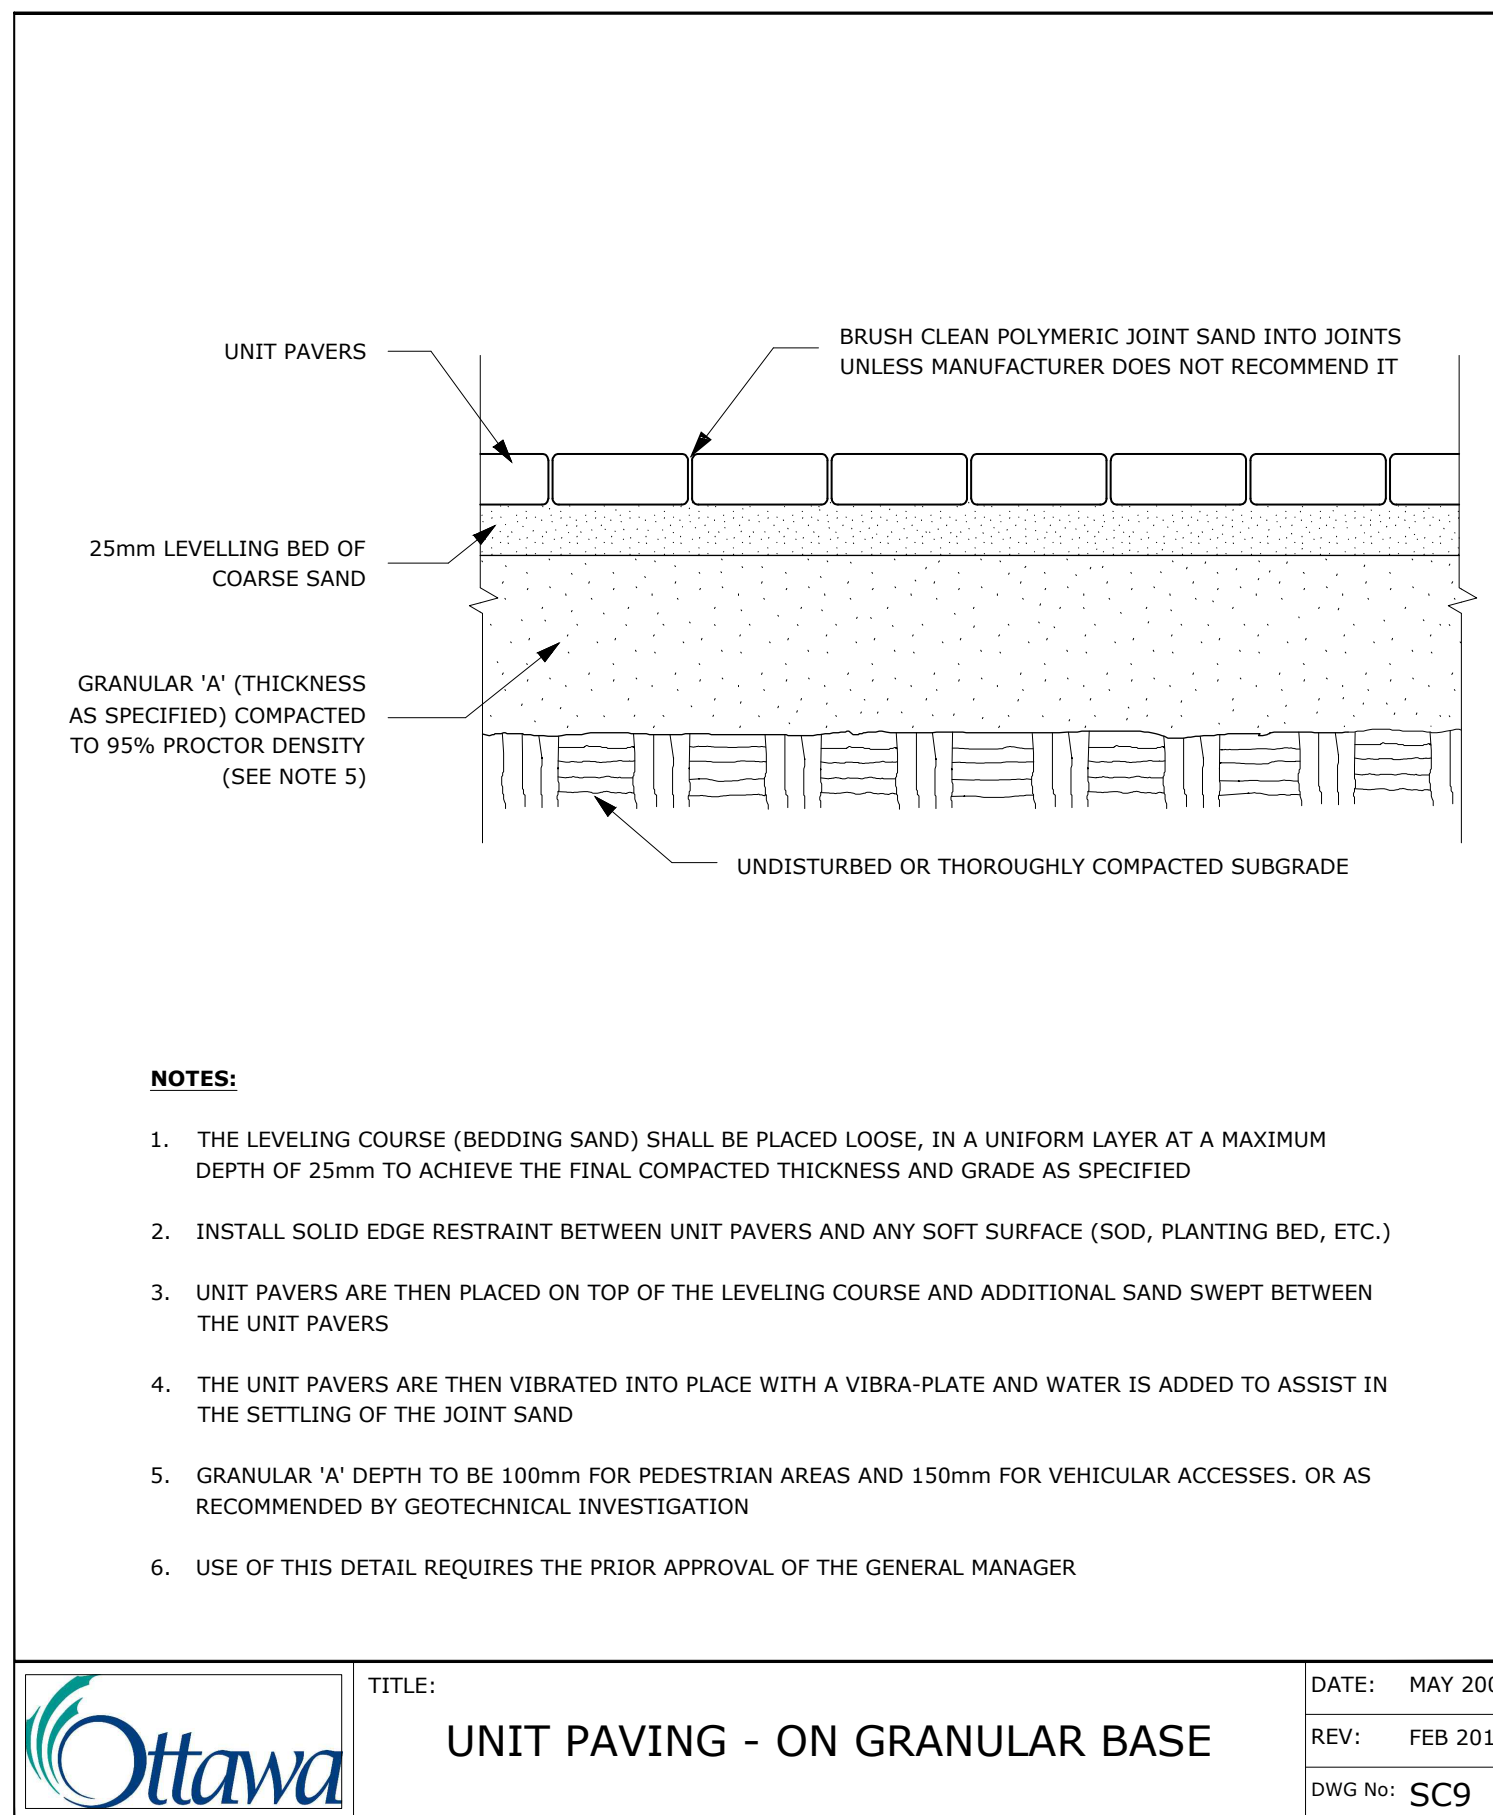 UNIT PAVERS
BRUSH CLEAN POLYMERIC JOINT SAND INTO JOINTS
UNLESS MANUFACTURER DOES NOT RECOMMEND IT
25mm LEVELLING BED OF
COARSE SAND
GRANULAR 'A' (THICKNESS
AS SPECIFIED) COMPACTED
TO 95% PROCTOR DENSITY
(SEE NOTE 5)
UNDISTURBED OR THOROUGHLY COMPACTED SUBGRADE
NOTES:
1. THE LEVELING COURSE (BEDDING SAND) SHALL BE PLACED LOOSE, IN A UNIFORM LAYER AT A MAXIMUM
DEPTH OF 25mm TO ACHIEVE THE FINAL COMPACTED THICKNESS AND GRADE AS SPECIFIED
2. INSTALL SOLID EDGE RESTRAINT BETWEEN UNIT PAVERS AND ANY SOFT SURFACE (SOD, PLANTING BED, ETC.)
3. UNIT PAVERS ARE THEN PLACED ON TOP OF THE LEVELING COURSE AND ADDITIONAL SAND SWEPT BETWEEN
THE UNIT PAVERS
4. THE UNIT PAVERS ARE THEN VIBRATED INTO PLACE WITH A VIBRA-PLATE AND WATER IS ADDED TO ASSIST IN
THE SETTLING OF THE JOINT SAND
5. GRANULAR 'A' DEPTH TO BE 100mm FOR PEDESTRIAN AREAS AND 150mm FOR VEHICULAR ACCESSES. OR AS
RECOMMENDED BY GEOTECHNICAL INVESTIGATION
6. USE OF THIS DETAIL REQUIRES THE PRIOR APPROVAL OF THE GENERAL MANAGER
Ottawa
TITLE:
UNIT PAVING - ON GRANULAR BASE
DATE: MAY
REV: FEB
DWG No: SC9